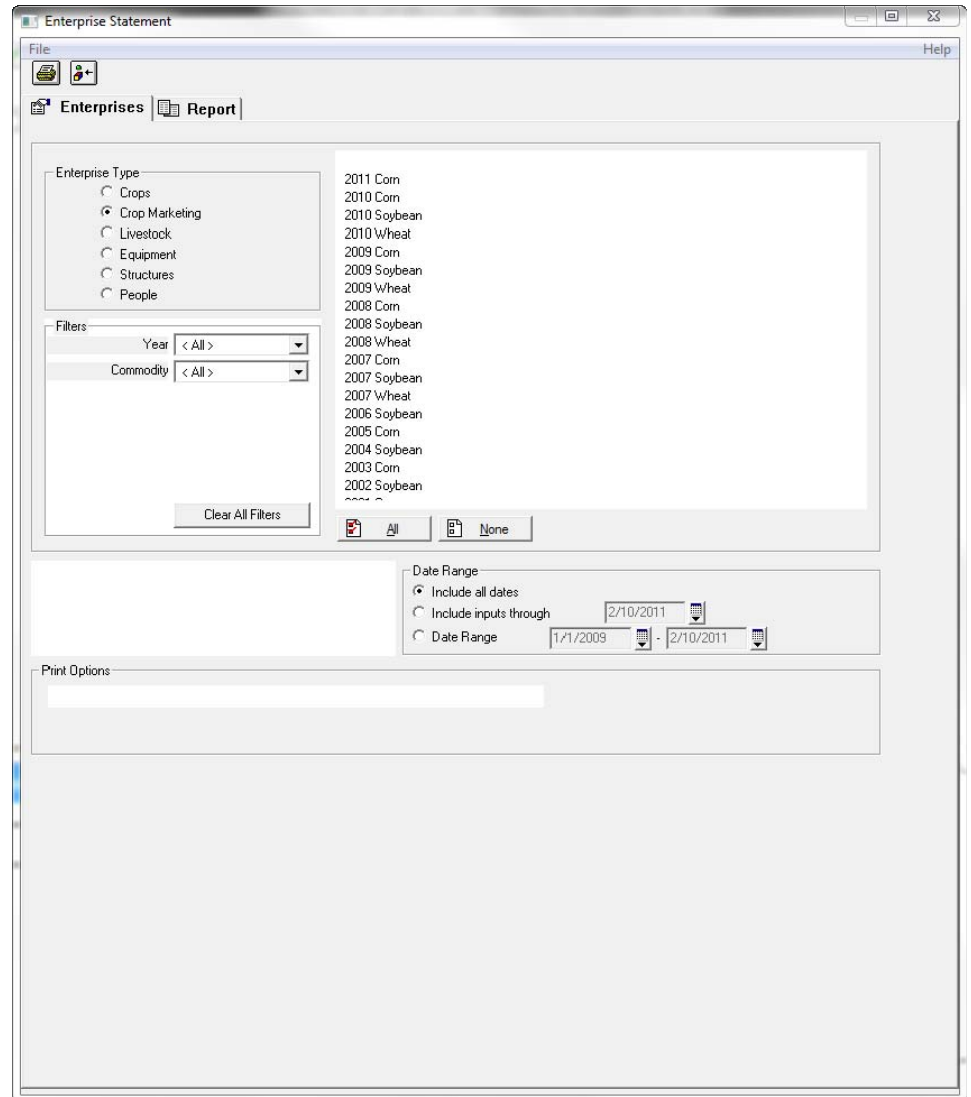 Enterprise Statement
File Help
Enterprises Report
Enterprise Type
Crops
Crop Marketing
Livestock
Equipment
Structures
People
Filters
Year < All >
Commodity < All >
Clear All Filters
2011 Corn
2010 Corn
2010 Soybean
2010 Wheat
2009 Corn
2009 Soybean
2009 Wheat
2008 Corn
2008 Soybean
2008 Wheat
2007 Corn
2007 Soybean
2007 Wheat
2006 Soybean
2005 Corn
2004 Soybean
2003 Corn
2002 Soybean
All None
Date Range
Include all dates
Include inputs through 2/10/2011
Date Range 1/1/2009 - 2/10/2011
Print Options